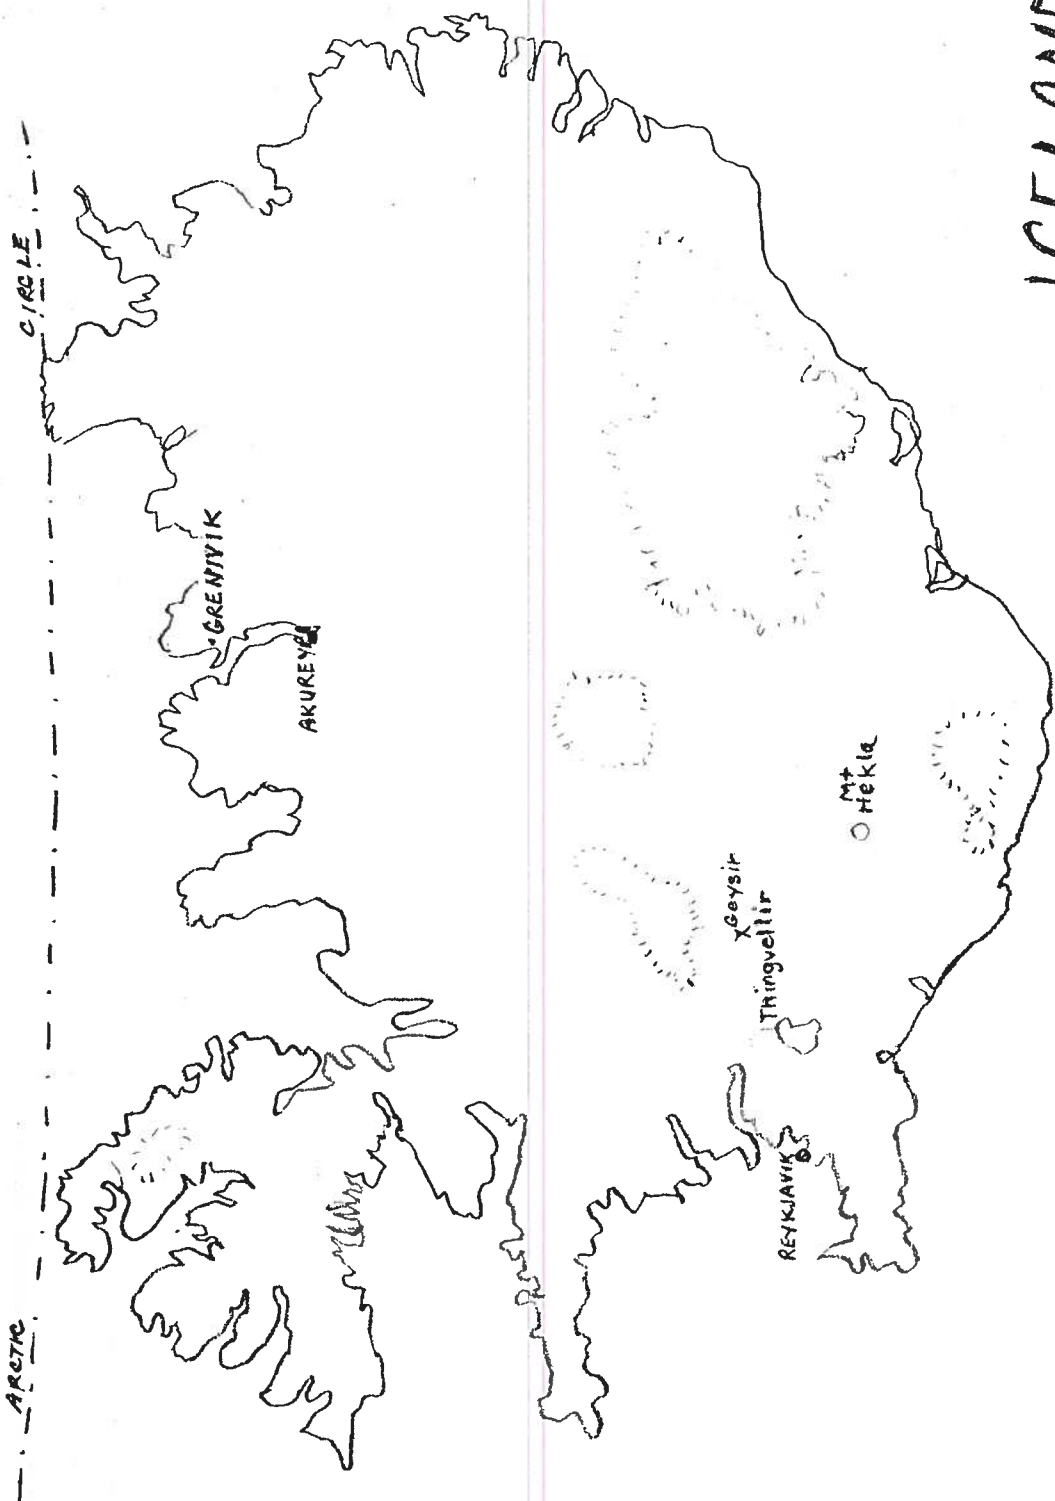 ARCTIC CIRCLE
·GRENIVIK
AKUREYRI
X Geysir
Thingvellir
Mt
Hekla
REYKJAVIK
ICELAND